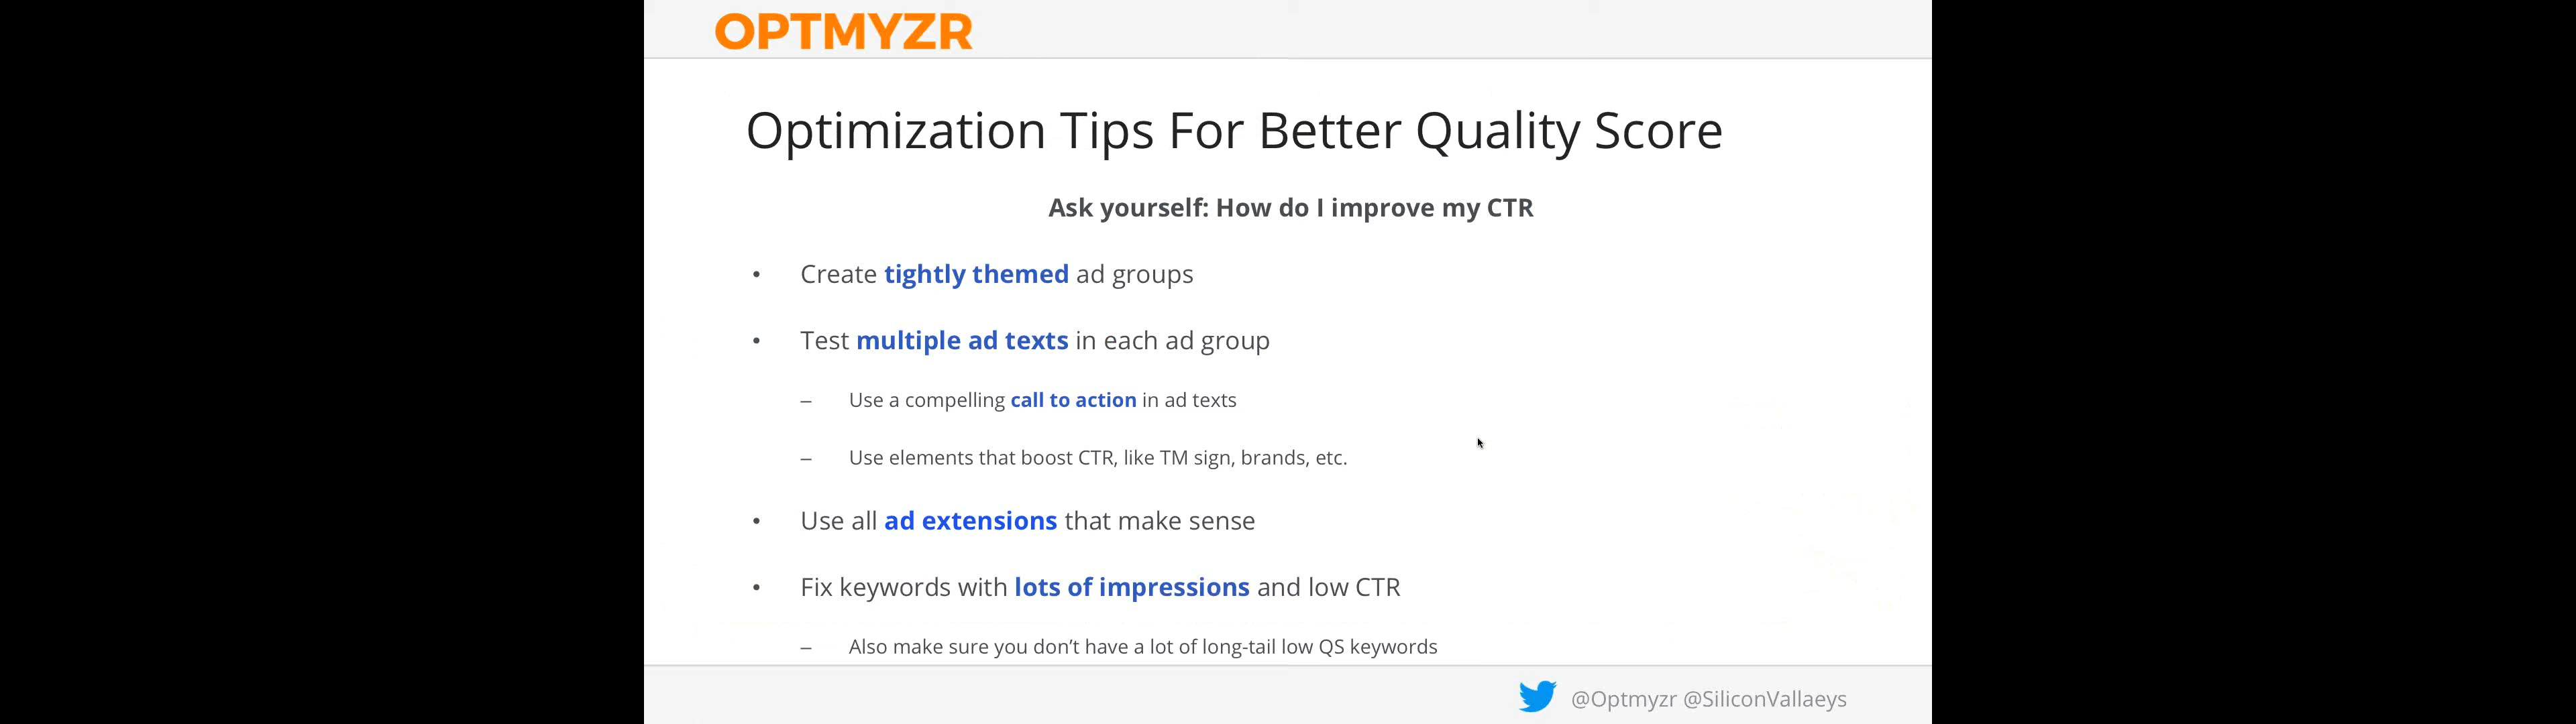 OPTMYZR
Optimization Tips For Better Quality Score
Ask yourself: How do I improve my CTR
• Create tightly themed ad groups
• Test multiple ad texts in each ad group
– Use a compelling call to action in ad texts
– Use elements that boost CTR, like TM sign, brands, etc.
• Use all ad extensions that make sense
• Fix keywords with lots of impressions and low CTR
– Also make sure you don’t have a lot of long-tail low QS keywords
@Optmyzr @SiliconVallaeys